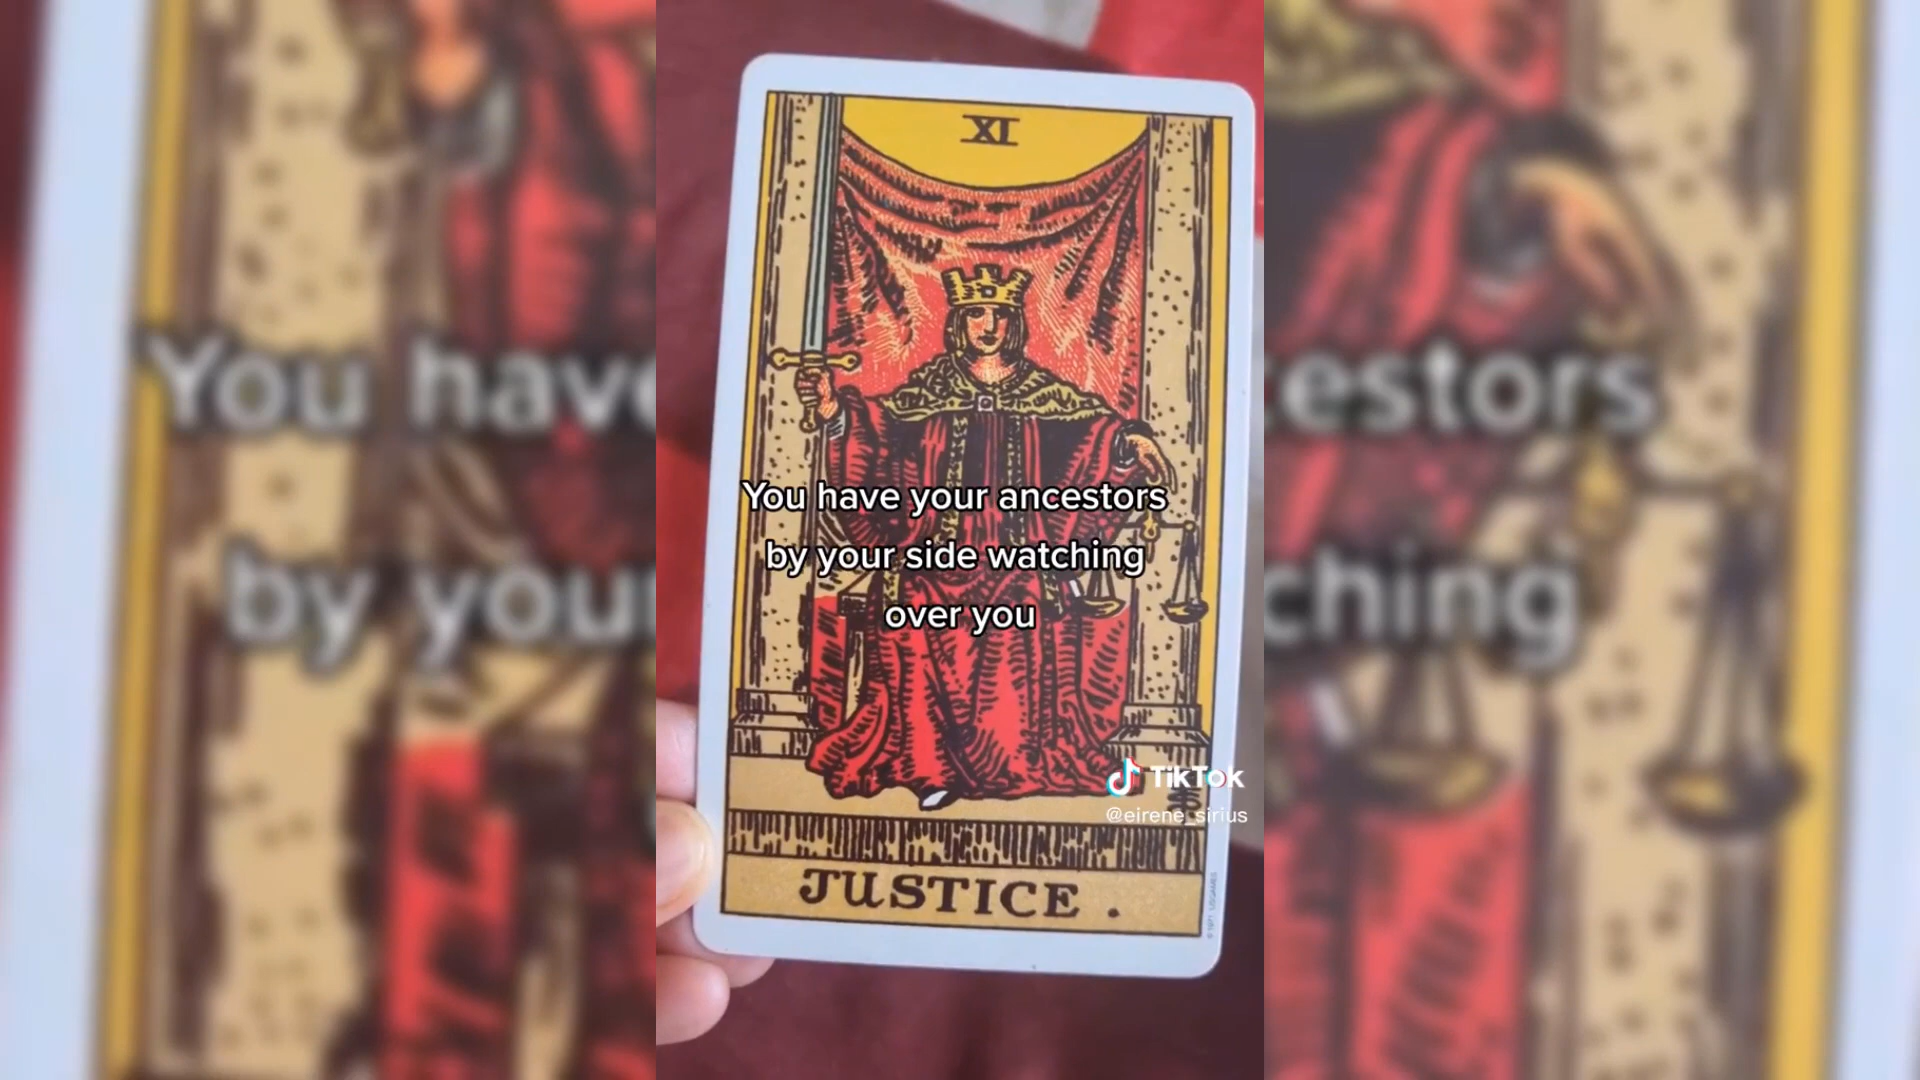 XI
You have your ancestors
by your side watching
over you
TikTok
@eirene_sirius
JUSTICE .